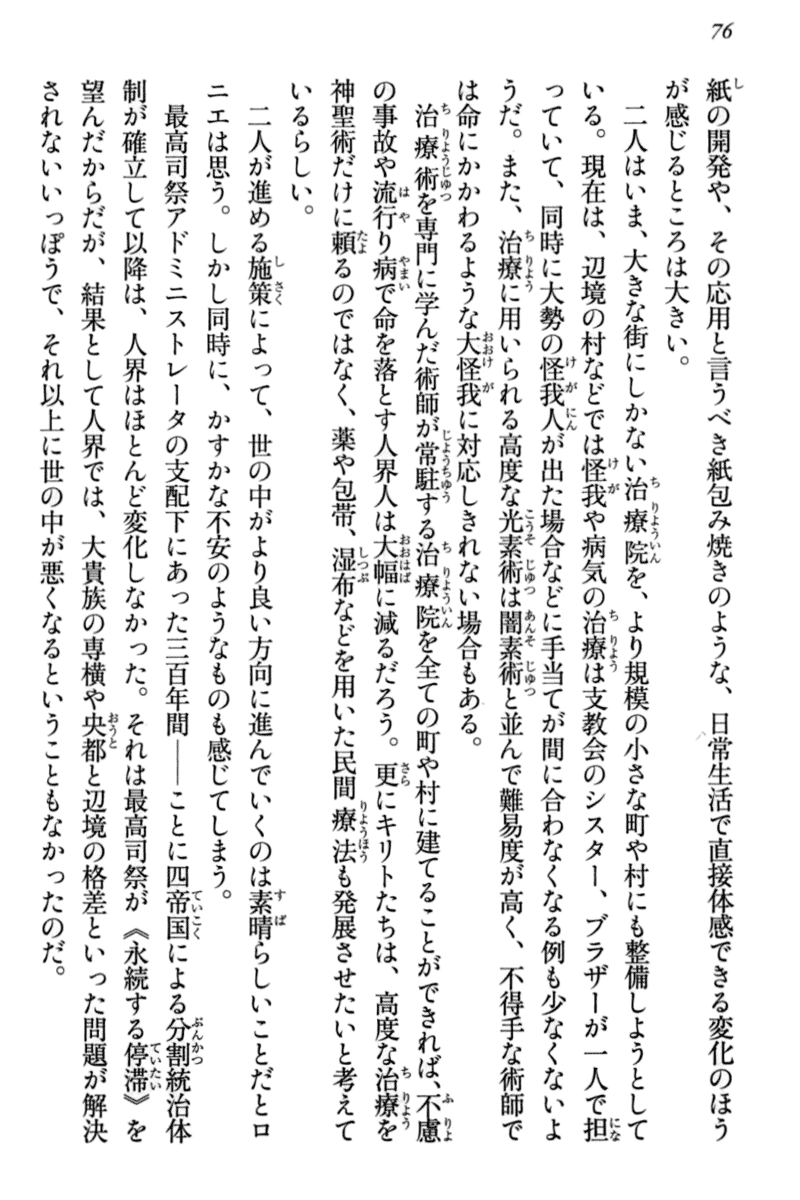 76
紙の開発や、その応用と言うべき紙包み焼きのような、日常生活で直接体感できる変化のほう
が感じるところは大きい。
二人はいま、大きな街にしかない治療院を、より規模の小さな町や村にも整備しようとして
いる。現在は、辺境の村などでは怪我や病気の治療は支教会のシスター、ブラザーが一人で担
っていて、同時に大勢の怪我人が出た場合などに手当てが間に合わなくなる例も少なくないよ
うだ。また、治療に用いられる高度な光素術は闇素術と並んで難易度が高く、不得手な術師で
は命にかかわるような大怪我に対応しきれない場合もある。
治療術を専門に学んだ術師が常駐する治療院を全ての町や村に建てることができれば、不慮
の事故や流行り病で命を落とす人界人は大幅に減るだろう。更にキリトたちは、高度な治療を
神聖術だけに頼るのではなく、薬や包帯、湿布などを用いた民間療法も発展させたいと考えて
いるらしい。
二人が進める施策によって、世の中がより良い方向に進んでいくのは素晴らしいことだとロ
ニエは思う。しかし同時に、かすかな不安のようなものも感じてしまう。
最高司祭アドミニストレータの支配下にあった三百年間――ことに四帝国による分割統治体
制が確立して以降は、人界はほとんど変化しなかった。それは最高司祭が《永続する停滞》を
望んだからだが、結果として人界では、大貴族の専横や央都と辺境の格差といった問題が解決
されないいっぽうで、それ以上に世の中が悪くなるということもなかったのだ。